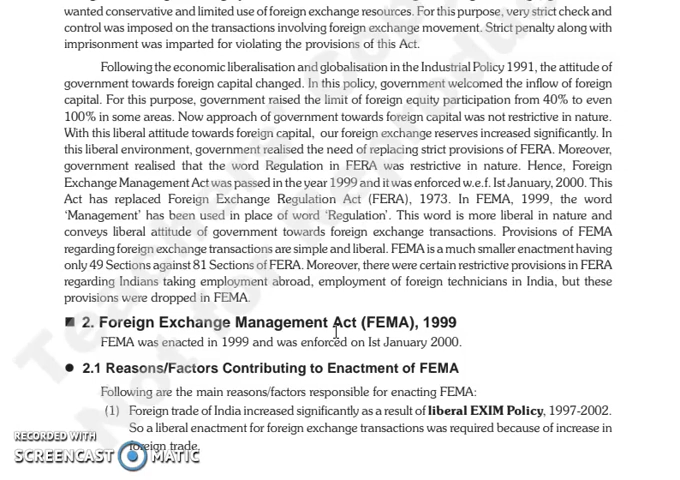 wanted conservative and limited use of foreign exchange resources. For this purpose, very strict check and
control was imposed on the transactions involving foreign exchange movement. Strict penalty along with
imprisonment was imparted for violating the provisions of this Act.
Following the economic liberalisation and globalisation in the Industrial Policy 1991, the attitude of
government towards foreign capital changed. In this policy, government welcomed the inflow of foreign
capital. For this purpose, government raised the limit of foreign equity participation from 40% to even
100% in some areas. Now approach of government towards foreign capital was not restrictive in nature.
With this liberal attitude towards foreign capital, our foreign exchange reserves increased significantly. In
this liberal environment, government realised the need of replacing strict provisions of FERA. Moreover,
government realised that the word Regulation in FERA was restrictive in nature. Hence, Foreign
Exchange Management Act was passed in the year 1999 and it was enforced w.e.f. Ist January, 2000. This
Act has replaced Foreign Exchange Regulation Act (FERA), 1973. In FEMA, 1999, the word
‘Management’ has been used in place of word ‘Regulation’. This word is more liberal in nature and
conveys liberal attitude of government towards foreign exchange transactions. Provisions of FEMA
regarding foreign exchange transactions are simple and liberal. FEMA is a much smaller enactment having
only 49 Sections against 81 Sections of FERA. Moreover, there were certain restrictive provisions in FERA
regarding Indians taking employment abroad, employment of foreign technicians in India, but these
provisions were dropped in FEMA.
2. Foreign Exchange Management Act (FEMA), 1999
FEMA was enacted in 1999 and was enforced on Ist January 2000.
2.1 Reasons/Factors Contributing to Enactment of FEMA
Following are the main reasons/factors responsible for enacting FEMA:
(1) Foreign trade of India increased significantly as a result of liberal EXIM Policy, 1997-2002.
So a liberal enactment for foreign exchange transactions was required because of increase in
foreign trade.
RECORDED WITH
SCREENCAST MATIC